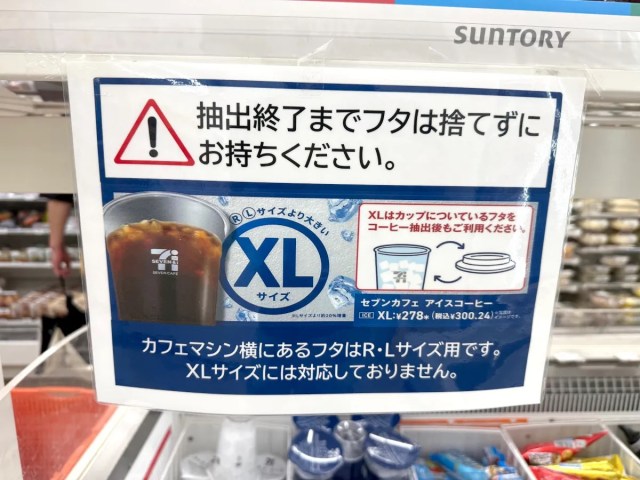 SUNTORY
抽出終了までフタは捨てずに
お持ちください。
R Lサイズより大きい
XL
サイズ
XLはカップについているフタを
コーヒー抽出後もご利用ください。
セブンカフェ アイスコーヒー
ICE XL:¥278*(税込¥300.24)
カフェマシン横にあるフタはR・Lサイズ用です。
XLサイズには対応しておりません。